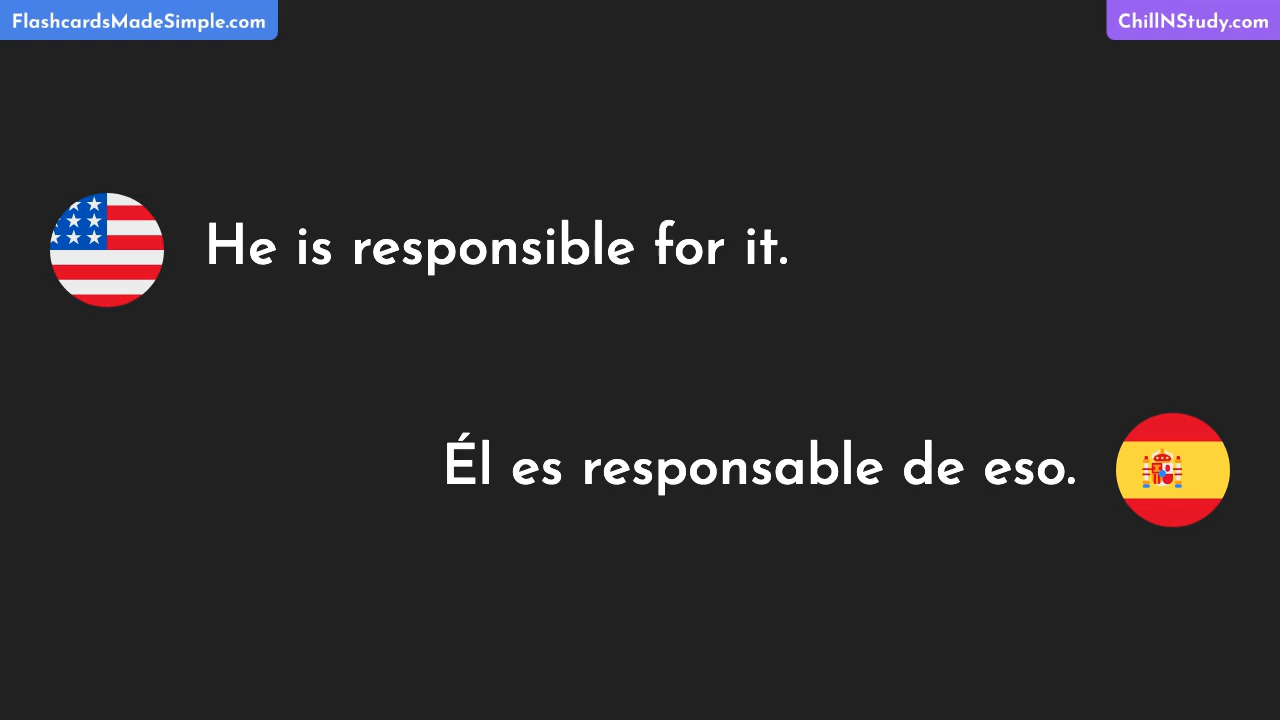 FlashcardsMadeSimple.com
ChillNStudy.com
He is responsible for it.
Él es responsable de eso.